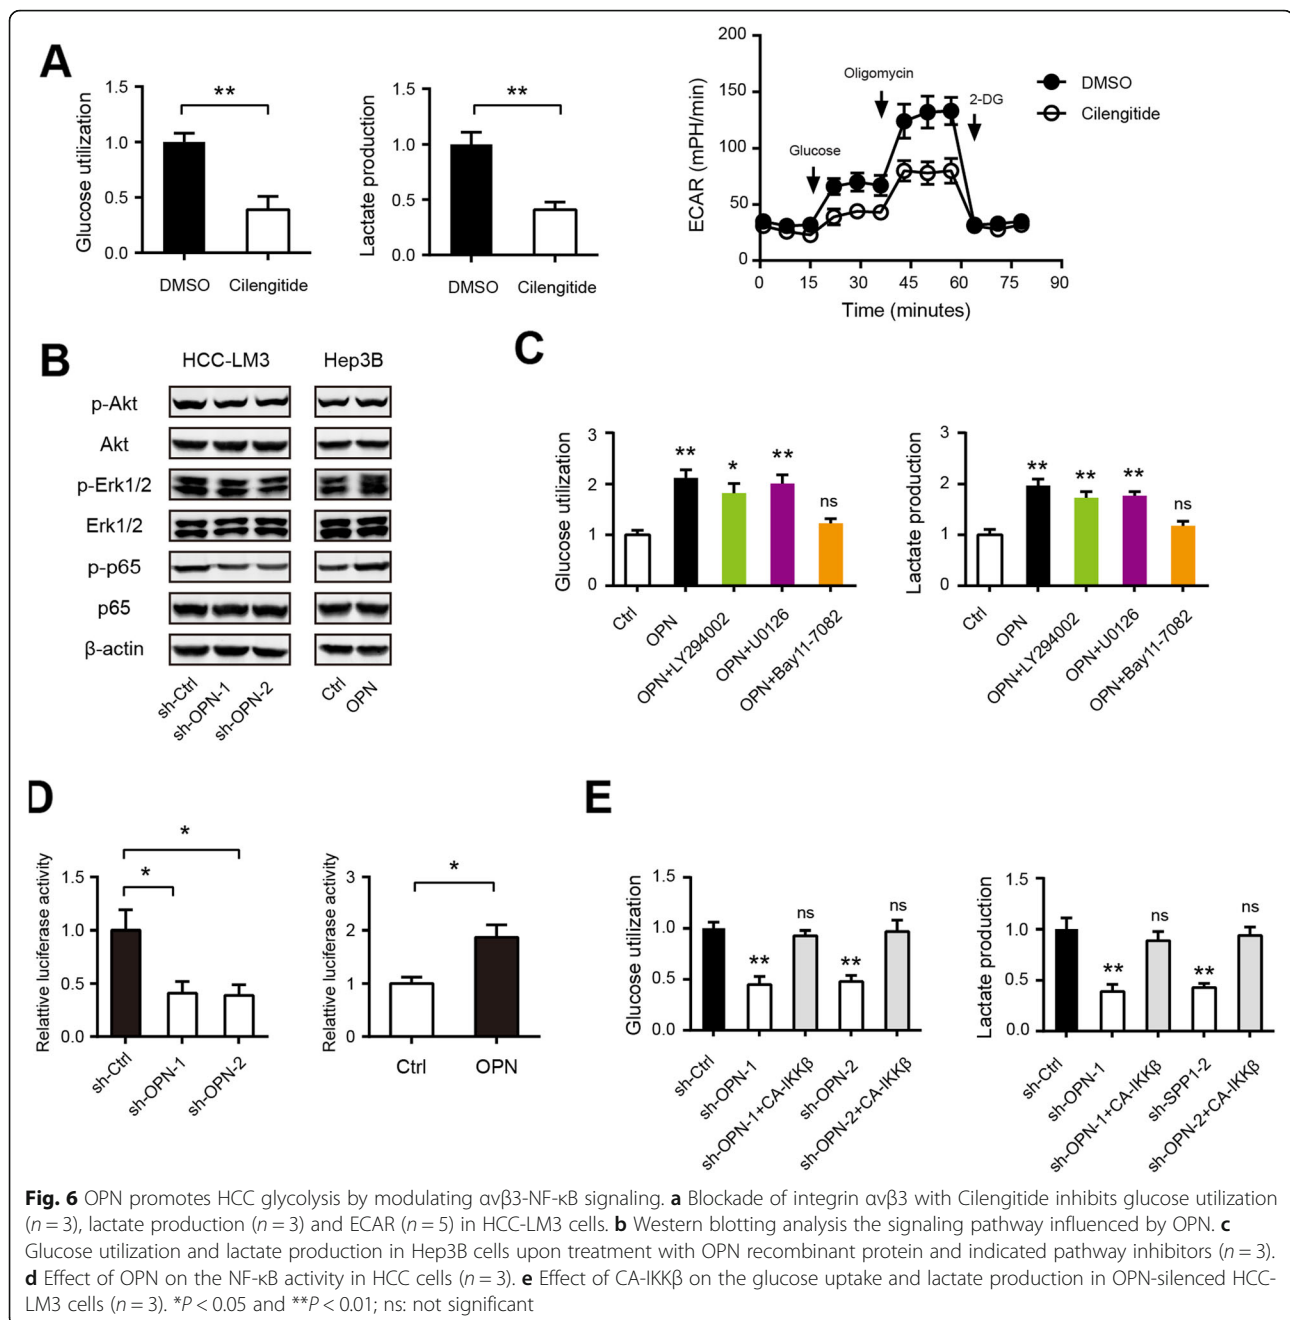 A
Glucose utilization
1.5
1.0
0.5
0.0
**
DMSO
Cilengitide
Lactate production
1.5
1.0
0.5
0.0
**
DMSO
Cilengitide
ECAR (mPH/min)
200
150
100
50
0
Glucose
Oligomycin
2-DG
DMSO
Cilengitide
0 15 30 45 60 75 90
Time (minutes)
B
HCC-LM3
Hep3B
p-Akt
Akt
p-Erk1/2
Erk1/2
p-p65
p65
β-actin
sh-Ctrl
sh-OPN-1
sh-OPN-2
Ctrl
OPN
C
Glucose utilization
3
2
1
0
**
*
**
ns
Ctrl
OPN
OPN+LY294002
OPN+U0126
OPN+Bay11-7082
Lactate production
3
2
1
0
**
**
**
ns
Ctrl
OPN
OPN+LY294002
OPN+U0126
OPN+Bay11-7082
D
Relative luciferase activity
1.5
1.0
0.5
0.0
*
*
sh-Ctrl
sh-OPN-1
sh-OPN-2
Relative luciferase activity
3
2
1
0
*
Ctrl
OPN
E
Glucose utilization
1.5
1.0
0.5
0.0
**
ns
**
ns
sh-Ctrl
sh-OPN-1
sh-OPN-1+CA-IKKβ
sh-OPN-2
sh-OPN-2+CA-IKKβ
Lactate production
1.5
1.0
0.5
0.0
**
ns
**
ns
sh-Ctrl
sh-OPN-1
sh-OPN-1+CA-IKKβ
sh-SPP1-2
sh-OPN-2+CA-IKKβ
Fig. 6 OPN promotes HCC glycolysis by modulating αvβ3-NF-κB signaling. a Blockade of integrin αvβ3 with Cilengitide inhibits glucose utilization
(n = 3), lactate production (n = 3) and ECAR (n = 5) in HCC-LM3 cells. b Western blotting analysis the signaling pathway influenced by OPN. c
Glucose utilization and lactate production in Hep3B cells upon treatment with OPN recombinant protein and indicated pathway inhibitors (n = 3).
d Effect of OPN on the NF-κB activity in HCC cells (n = 3). e Effect of CA-IKKβ on the glucose uptake and lactate production in OPN-silenced HCC-
LM3 cells (n = 3). *P < 0.05 and **P < 0.01; ns: not significant